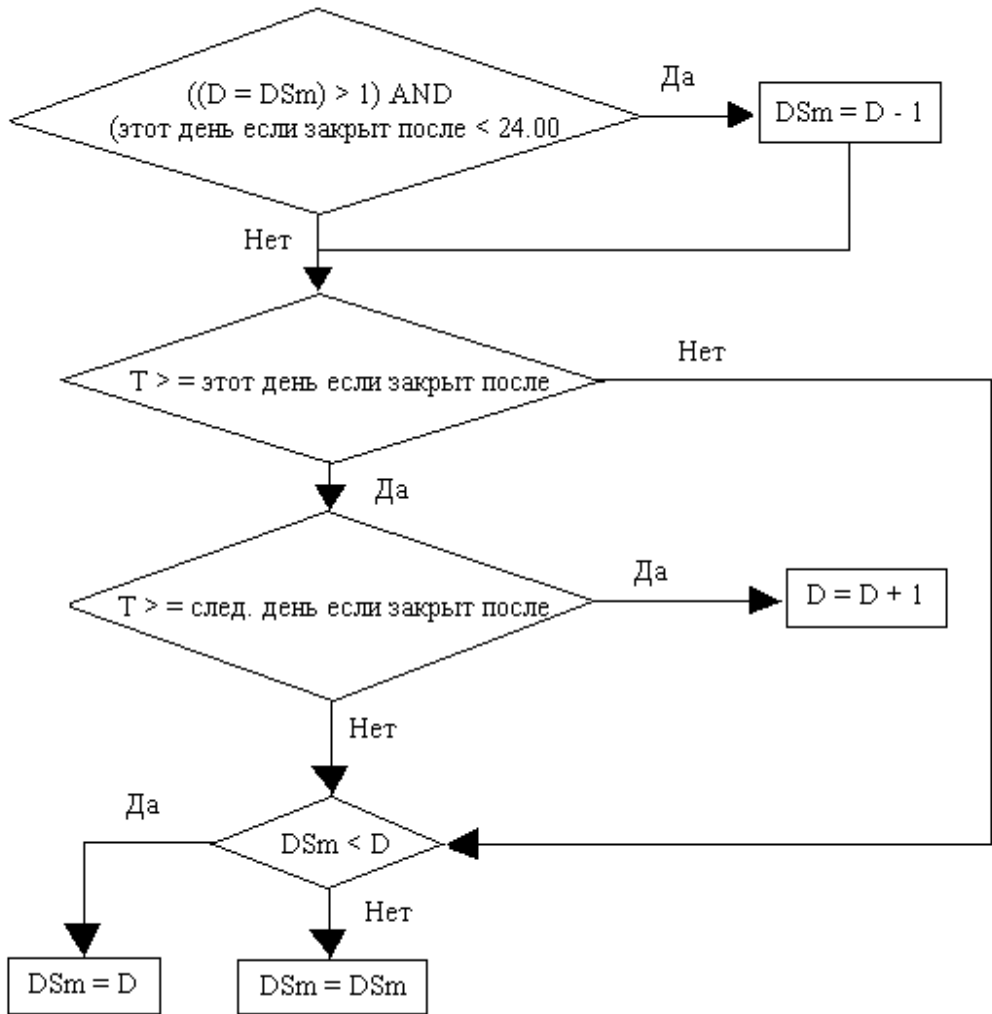 ((D = DSm) > 1) AND
(этот день если закрыт после < 24.00
Да
DSm = D - 1
Нет
T > = этот день если закрыт после
Нет
Да
T > = след. день если закрыт после
Да
D = D + 1
Нет
Да
DSm < D
Нет
DSm = D
DSm = DSm